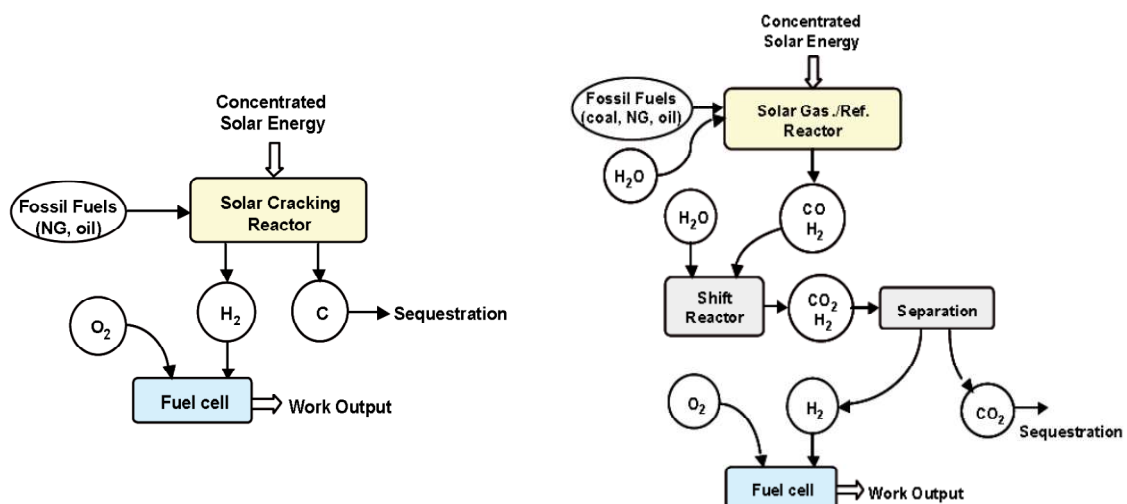 Concentrated
Solar Energy
Fossil Fuels
(NG, oil)
Solar Cracking
Reactor
O2
H2
C
Sequestration
Fuel cell
Work Output
Concentrated
Solar Energy
Fossil Fuels
(coal, NG, oil)
Solar Gas./Ref.
Reactor
H2O
H2O
CO
H2
Shift
Reactor
CO2
H2
Separation
O2
H2
CO2
Sequestration
Fuel cell
Work Output